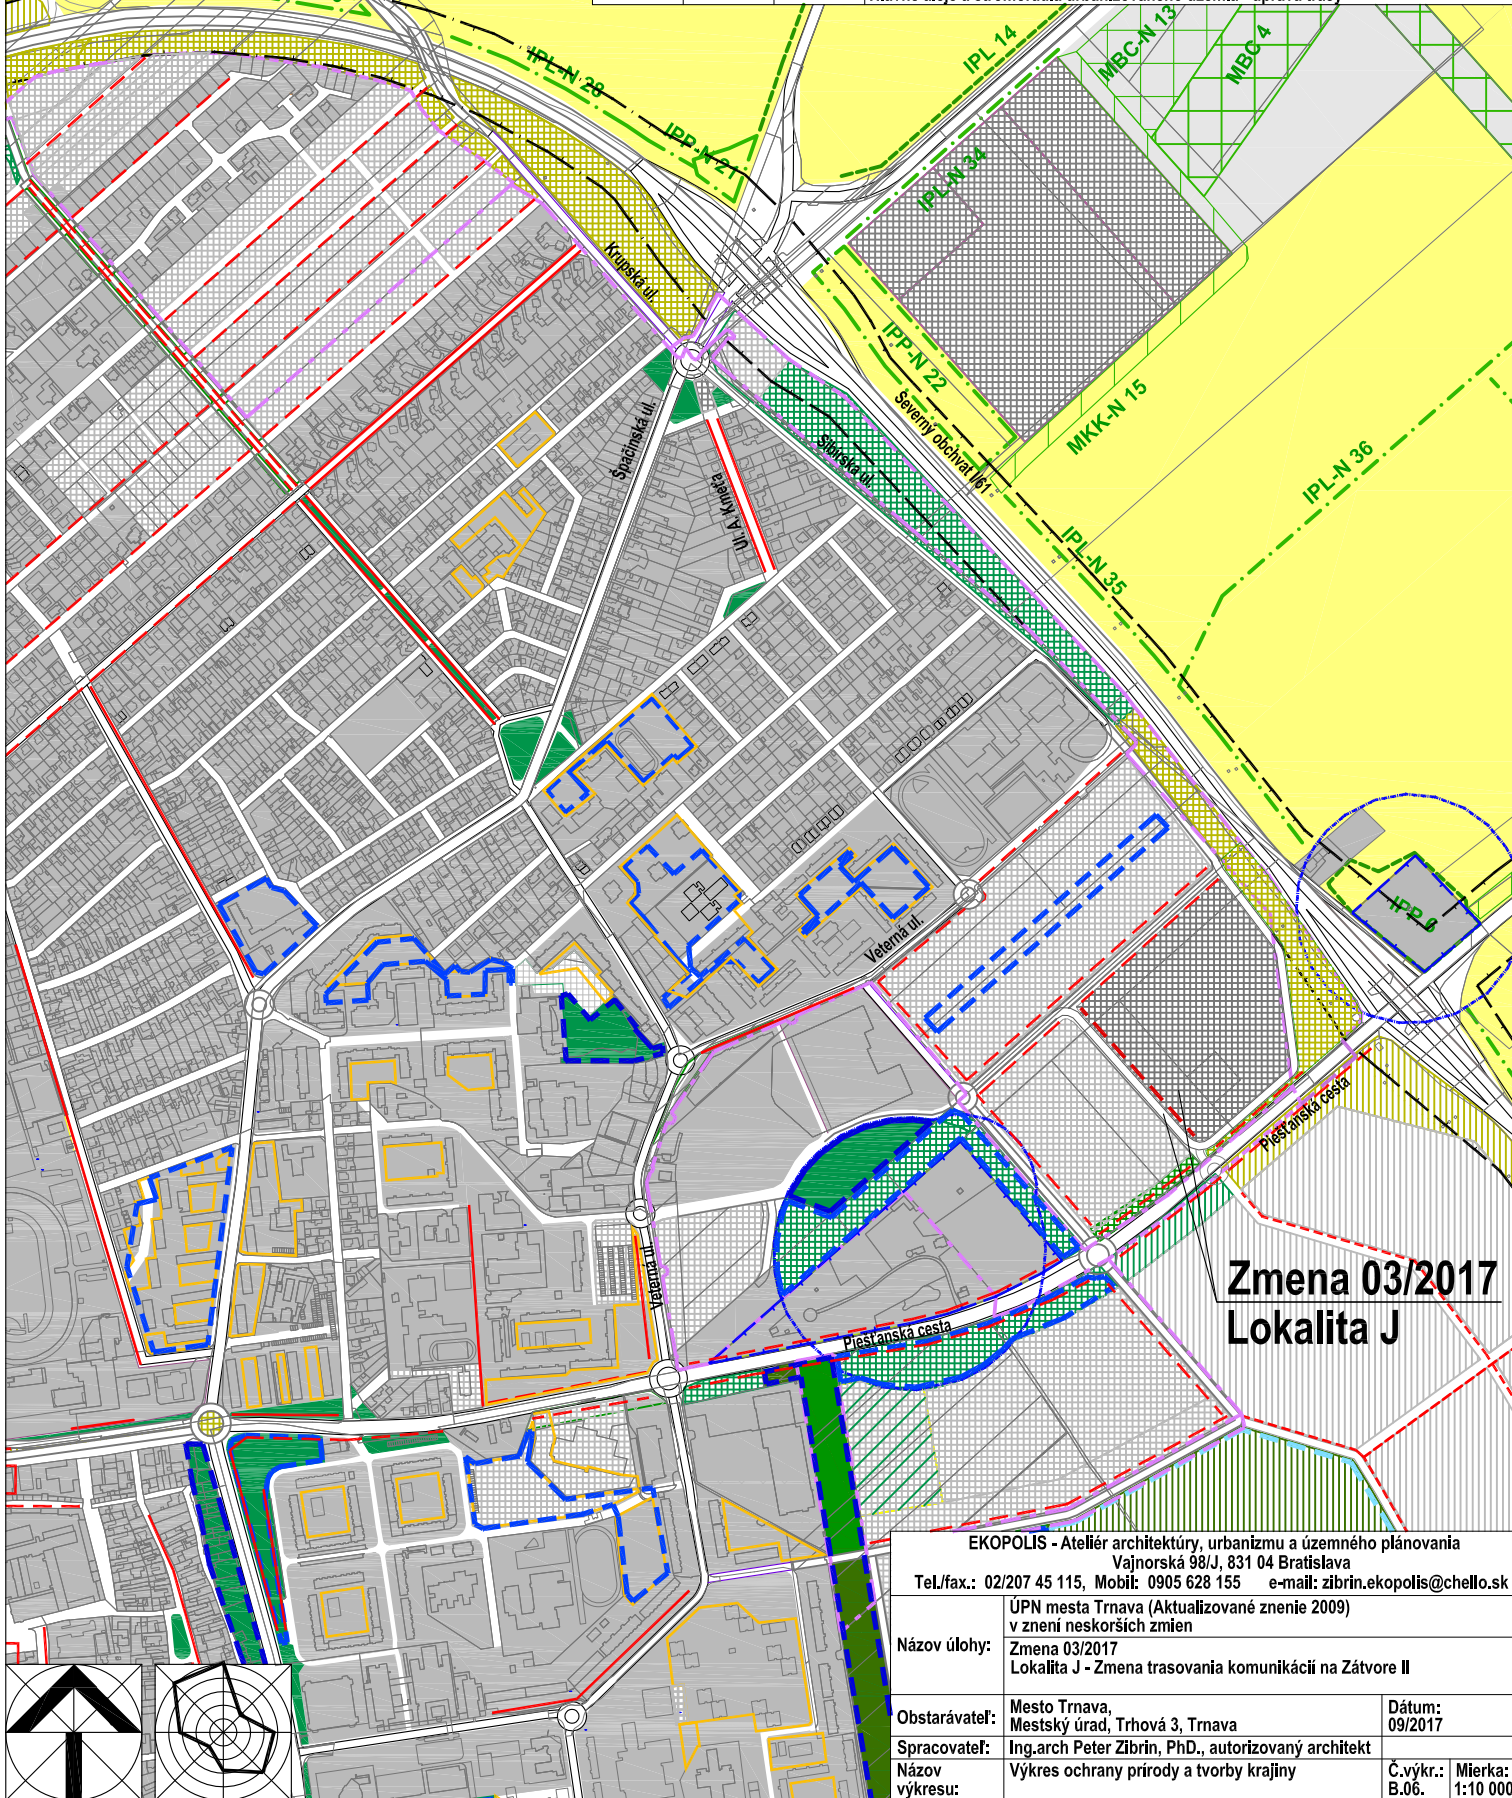 IPL-N 28
IPP-N 21
IPL 14
MBC-N 13
MBC 4
IPL-N 34
Krupská ul.
IPP-N 22
Severný obchvat I/61
MKK-N 15
IPL-N 36
Špačinská ul.
Ul. A. Kmeťa
Sibírska ul.
IPL-N 35
IPP 6
Veterná ul.
Piešťanská cesta
Veterná ul.
Piešťanská cesta
Zmena 03/2017
Lokalita J
EKOPOLIS - Ateliér architektúry, urbanizmu a územného plánovania
Vajnorská 98/J, 831 04 Bratislava
Tel./fax.: 02/207 45 115, Mobil: 0905 628 155 e-mail: zibrin.ekopolis@chello.sk
Názov úlohy:
ÚPN mesta Trnava (Aktualizované znenie 2009)
v znení neskorších zmien
Zmena 03/2017
Lokalita J - Zmena trasovania komunikácií na Zátvore II
Obstarávateľ:
Mesto Trnava,
Mestský úrad, Trhová 3, Trnava
Dátum:
09/2017
Spracovateľ:
Ing.arch Peter Zibrin, PhD., autorizovaný architekt
Názov
výkresu:
Výkres ochrany prírody a tvorby krajiny
Č.výkr.:
B.06.
Mierka:
1:10 000